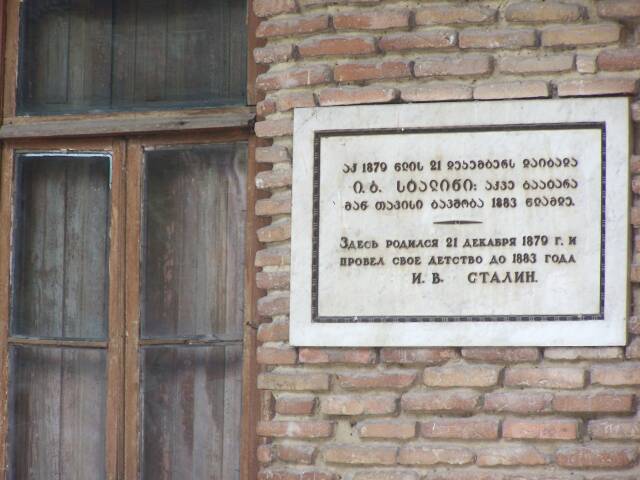 აქ 1879 წლის 21 დეკემბერს დაიბადა
ი. ბ. სტალინი; აქვე გაატარა
მან თავისი ბავშობა 1883 წლამდე.
Здесь родился 21 декабря 1879 г. и
провел свое детство до 1883 года
И. В. Сталин.